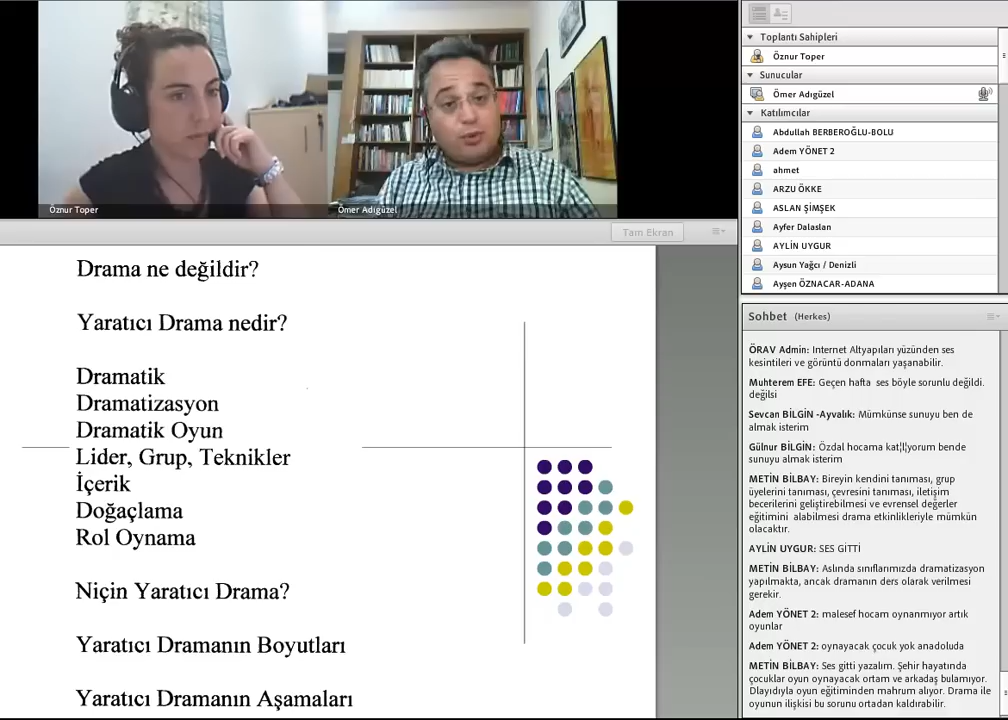 Öznur Toper
Ömer Adıgüzel
Tam Ekran
Drama ne değildir?
Yaratıcı Drama nedir?
Dramatik
Dramatizasyon
Dramatik Oyun
Lider, Grup, Teknikler
İçerik
Doğaçlama
Rol Oynama
Niçin Yaratıcı Drama?
Yaratıcı Dramanın Boyutları
Yaratıcı Dramanın Aşamaları
Toplantı Sahipleri
Öznur Toper
Sunucular
Ömer Adıgüzel
Katılımcılar
Abdullah BERBEROĞLU-BOLU
Adem YÖNET 2
ahmet
ARZU ÖKKE
ASLAN ŞİMŞEK
Ayfer Dalaslan
AYLİN UYGUR
Aysun Yağcı / Denizli
Ayşen ÖZNACAR-ADANA
Sohbet (Herkes)
ÖRAV Admin: Internet Altyapıları yüzünden ses
kesintileri ve görüntü donmaları yaşanabilir.
Muhterem EFE: Geçen hafta ses böyle sorunlu değildi.
değilsi
Sevcan BİLGİN -Ayvalık: Mümkünse sunuyu ben de
almak isterim
Gülnur BİLGİN: Özdal hocama kat¦l¦yorum bende
sunuyu almak isterim
METİN BİLBAY: Bireyin kendini tanıması, grup
üyelerini tanıması, çevresini tanıması, iletişim
becerilerini geliştirebilmesi ve evrensel değerler
eğitimini alabilmesi drama etkinlikleriyle mümkün
olacaktır.
AYLİN UYGUR: SES GİTTİ
METİN BİLBAY: Aslında sınıflarımızda dramatizasyon
yapılmakta, ancak dramanın ders olarak verilmesi
gerekir.
Adem YÖNET 2: malesef hocam oynanmıyor artık
oyunlar
Adem YÖNET 2: oynayacak çocuk yok anadoluda
METİN BİLBAY: Ses gitti yazalım. Şehir hayatında
çocuklar oyun oynayacak ortam ve arkadaş bulamıyor.
Dlayıdıyla oyun eğitiminden mahrum alıyor. Drama ile
oyunun ilişkisi bu sorunu ortadan kaldırabilir.